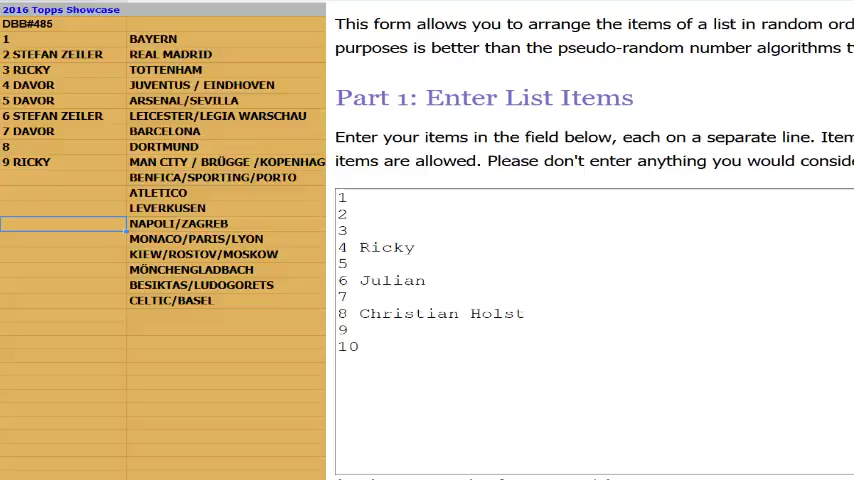 2016 Topps Showcase
DBB#485
1 BAYERN
2 STEFAN ZEILER REAL MADRID
3 RICKY TOTTENHAM
4 DAVOR JUVENTUS / EINDHOVEN
5 DAVOR ARSENAL/SEVILLA
6 STEFAN ZEILER LEICESTER/LEGIA WARSCHAU
7 DAVOR BARCELONA
8 DORTMUND
9 RICKY MAN CITY / BRÜGGE /KOPENHAG
BENFICA/SPORTING/PORTO
ATLETICO
LEVERKUSEN
NAPOLI/ZAGREB
MONACO/PARIS/LYON
KIEW/ROSTOV/MOSKOW
MÖNCHENGLADBACH
BESIKTAS/LUDOGORETS
CELTIC/BASEL
This form allows you to arrange the items of a list in random ord
purposes is better than the pseudo-random number algorithms t
Part 1: Enter List Items
Enter your items in the field below, each on a separate line. Item
items are allowed. Please don't enter anything you would conside
1
2
3
4 Ricky
5
6 Julian
7
8 Christian Holst
9
10